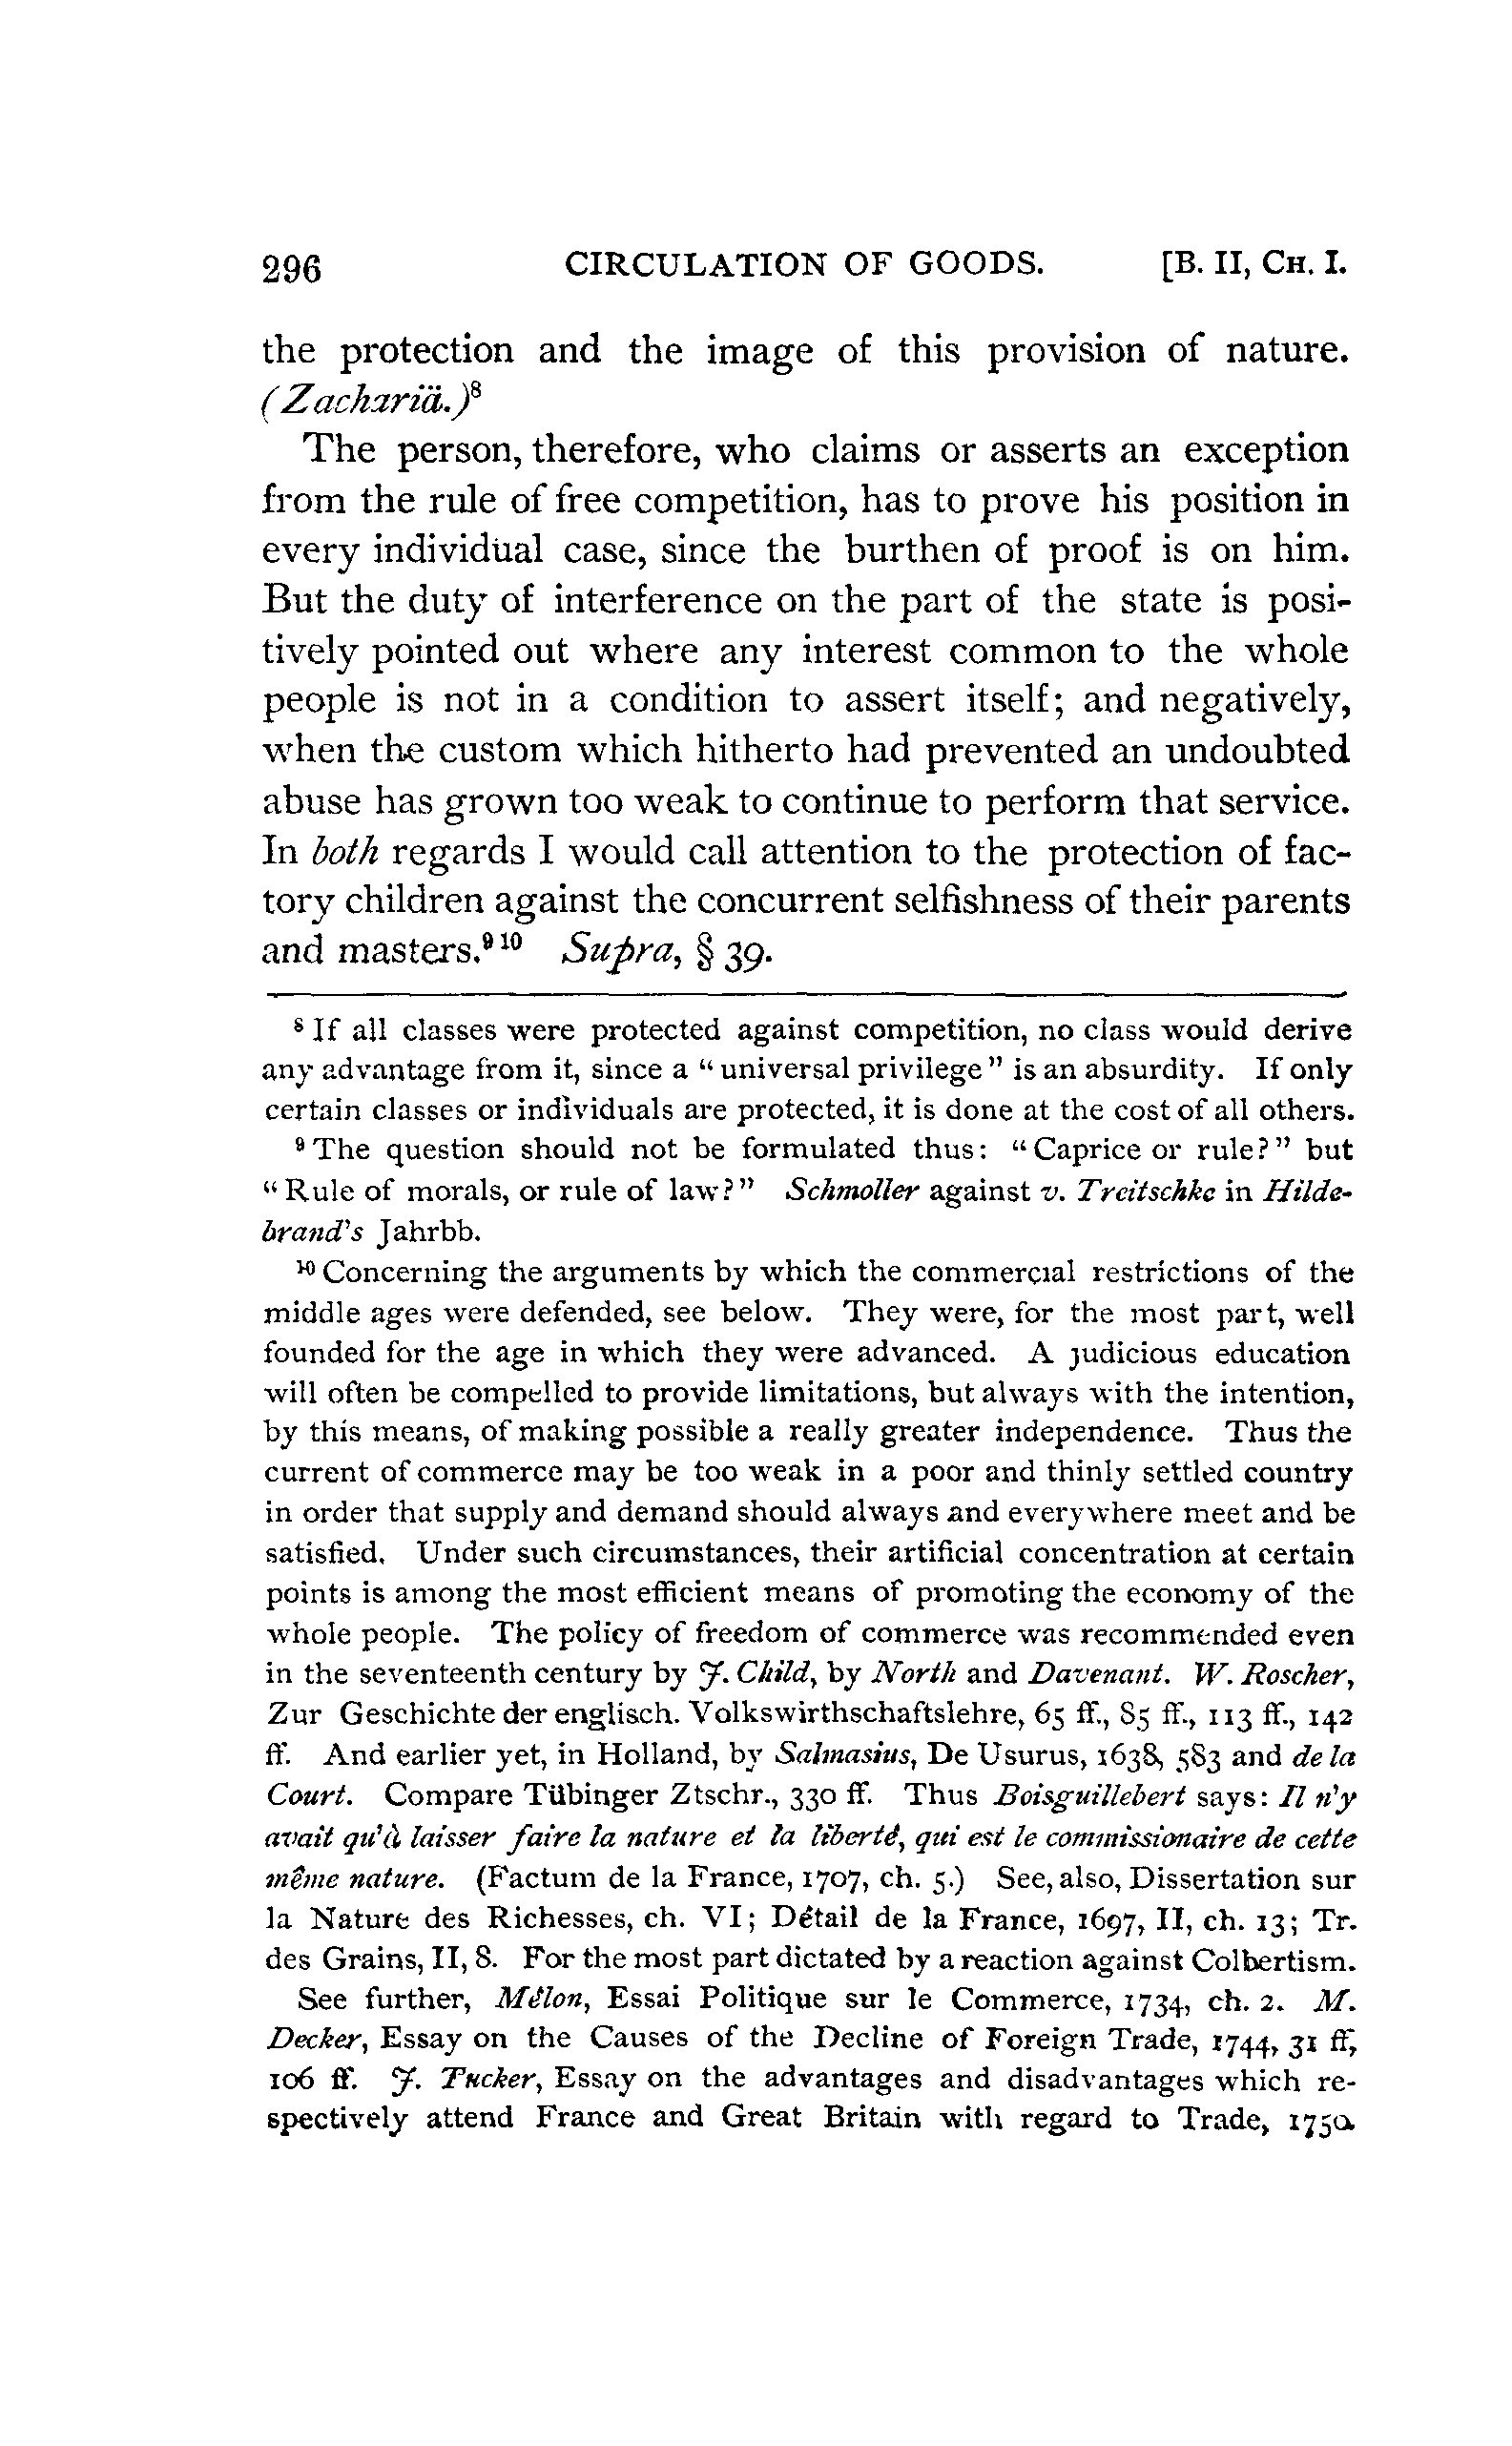 296 CIRCULATION OF GOODS. [B. II, CH. I.
the protection and the image of this provision of nature.
(Zachariä.)⁸
The person, therefore, who claims or asserts an exception
from the rule of free competition, has to prove his position in
every individual case, since the burthen of proof is on him.
But the duty of interference on the part of the state is posi-
tively pointed out where any interest common to the whole
people is not in a condition to assert itself; and negatively,
when the custom which hitherto had prevented an undoubted
abuse has grown too weak to continue to perform that service.
In both regards I would call attention to the protection of fac-
tory children against the concurrent selfishness of their parents
and masters.⁹ ¹⁰ Supra, § 39.
⁸ If all classes were protected against competition, no class would derive
any advantage from it, since a "universal privilege" is an absurdity. If only
certain classes or individuals are protected, it is done at the cost of all others.
⁹ The question should not be formulated thus: "Caprice or rule?" but
"Rule of morals, or rule of law?" Schmoller against v. Treitschke in Hilde-
brand's Jahrbb.
¹⁰ Concerning the arguments by which the commercial restrictions of the
middle ages were defended, see below. They were, for the most part, well
founded for the age in which they were advanced. A judicious education
will often be compelled to provide limitations, but always with the intention,
by this means, of making possible a really greater independence. Thus the
current of commerce may be too weak in a poor and thinly settled country
in order that supply and demand should always and everywhere meet and be
satisfied. Under such circumstances, their artificial concentration at certain
points is among the most efficient means of promoting the economy of the
whole people. The policy of freedom of commerce was recommended even
in the seventeenth century by J. Child, by North and Davenant. W. Roscher,
Zur Geschichte der englisch. Volkswirthschaftslehre, 65 ff., 85 ff., 113 ff., 142
ff. And earlier yet, in Holland, by Salmasius, De Usurus, 1638, 583 and de la
Court. Compare Tübinger Ztschr., 330 ff. Thus Boisguillebert says: Il n'y
avait qu'à laisser faire la nature et la liberté, qui est le commissionaire de cette
même nature. (Factum de la France, 1707, ch. 5.) See, also, Dissertation sur
la Nature des Richesses, ch. VI; Détail de la France, 1697, II, ch. 13; Tr.
des Grains, II, 8. For the most part dictated by a reaction against Colbertism.
See further, Mélon, Essai Politique sur le Commerce, 1734, ch. 2. M.
Decker, Essay on the Causes of the Decline of Foreign Trade, 1744, 31 ff,
106 ff. J. Tucker, Essay on the advantages and disadvantages which re-
spectively attend France and Great Britain with regard to Trade, 1750.